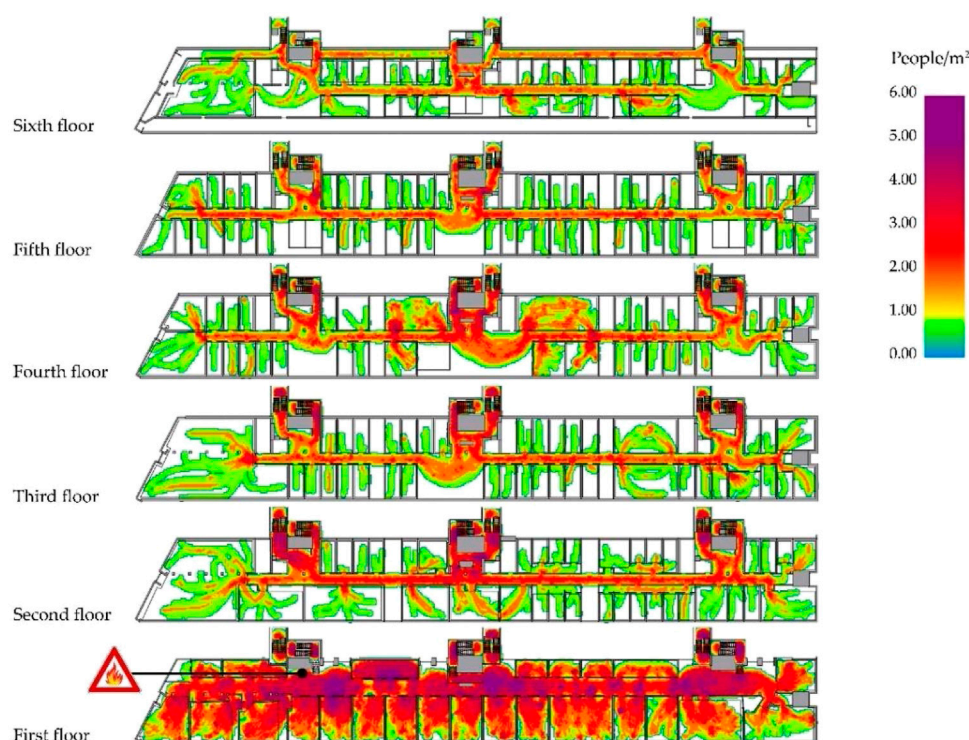 People/m²
6.00
5.00
4.00
3.00
2.00
1.00
0.00
Sixth floor
Fifth floor
Fourth floor
Third floor
Second floor
First floor